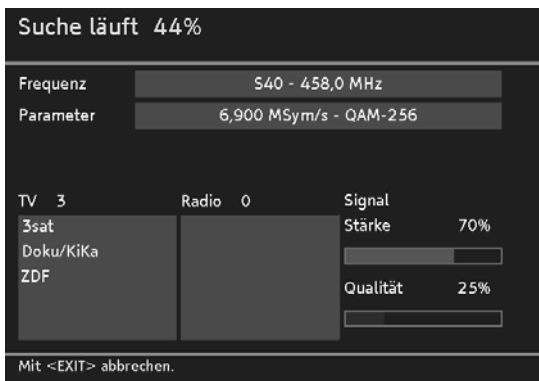 Suche läuft 44%
Frequenz S40 - 458,0 MHz
Parameter 6,900 MSym/s - QAM-256
TV 3 Radio 0 Signal
3sat Stärke 70%
Doku/KiKa
ZDF
Qualität 25%
Mit <EXIT> abbrechen.